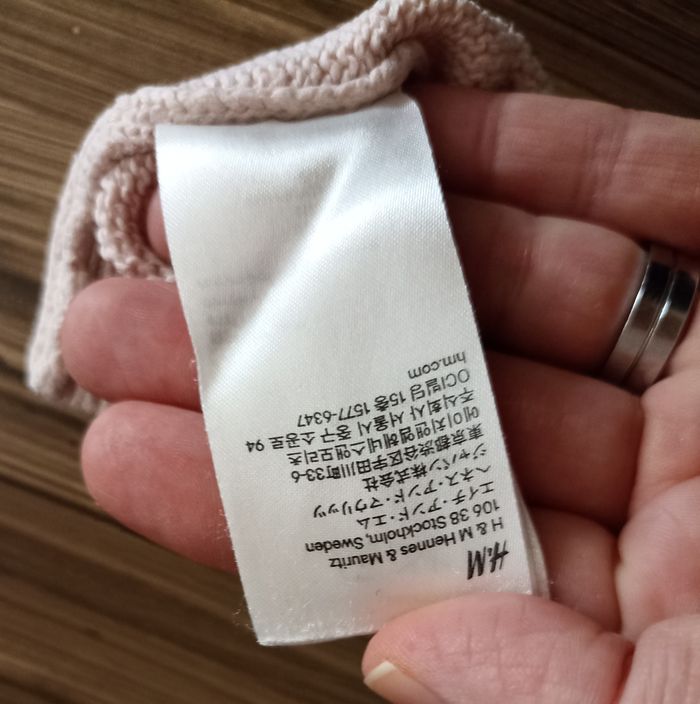 H&M
H & M Hennes & Mauritz
106 38 Stockholm, Sweden
エイチ・アンド・エム
ヘネス・アンド・マウリッツ
ジャパン株式会社
東京都渋谷区宇田川町33-6
에이치앤엠헤네스앤모리츠
주식회사 서울시 중구 소공로 94
OCI빌딩 15층 1577-6347
hm.com